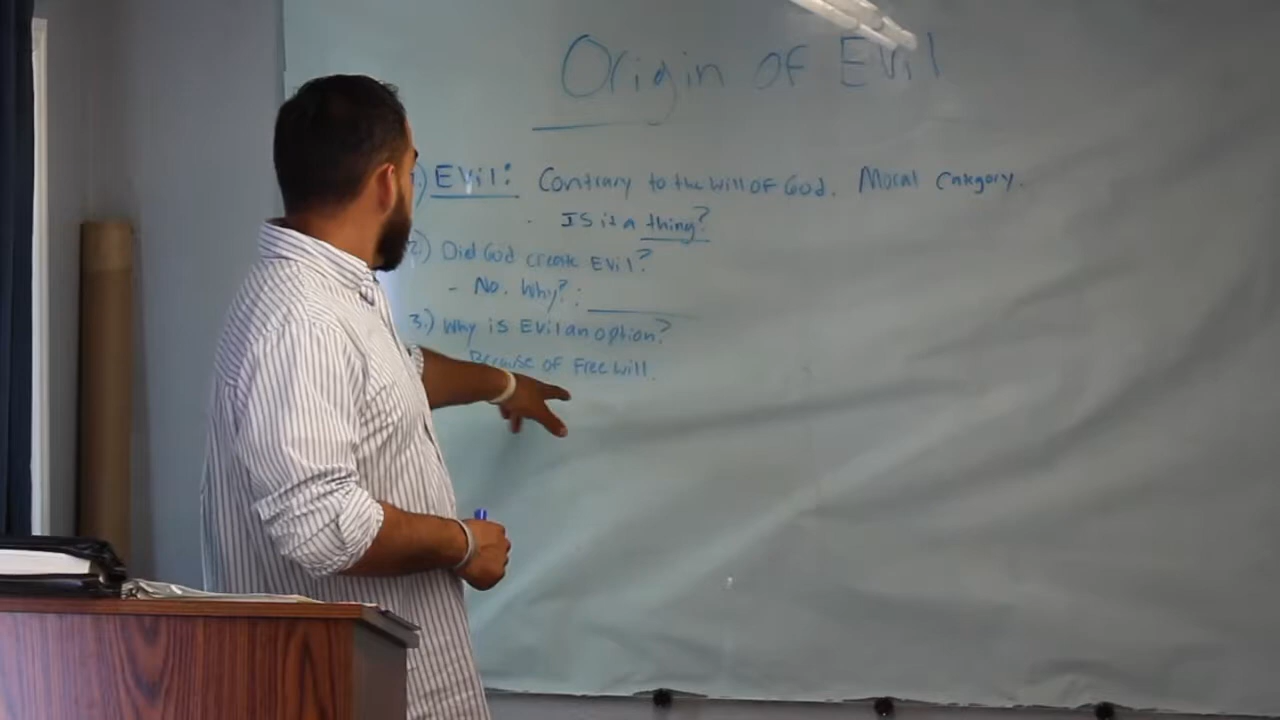 Origin of Evil
1.) Evil: Contrary to the will of God. Moral Category.
- Is it a thing?
2.) Did God create Evil?
- No. Why? :
3.) Why is Evil an option?
Because of Free will.